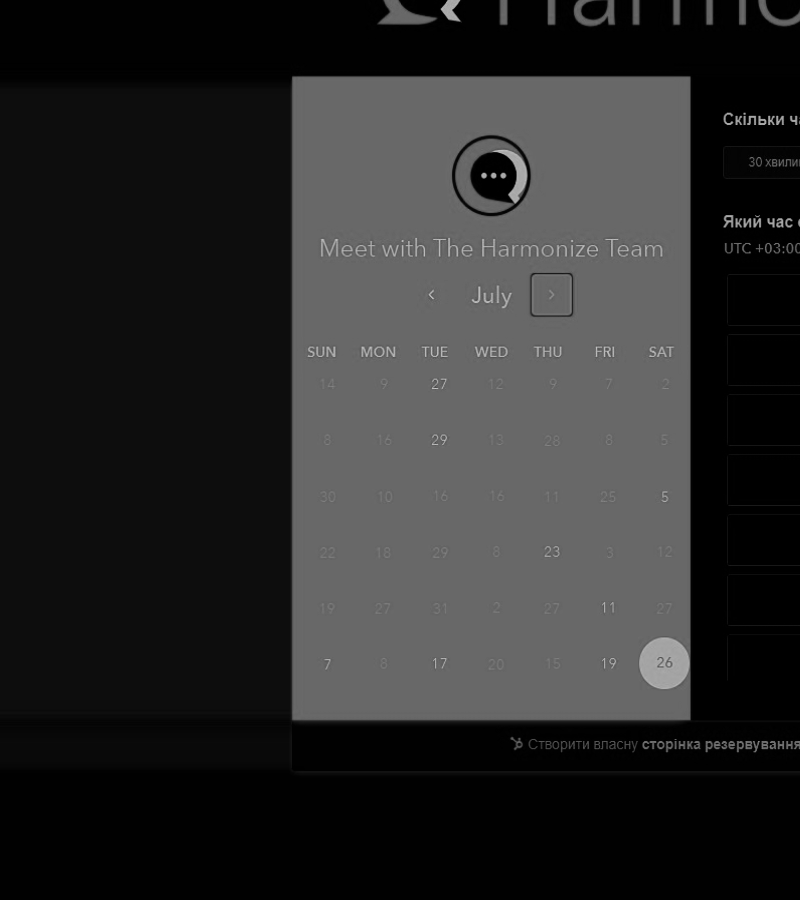 Harmo
Скільки ча
30 хвилин
Meet with The Harmonize Team
Який час
UTC +03:00
July
SUN MON TUE WED THU FRI SAT
14 9 27 12 9 7 2
8 16 29 13 28 8 5
30 10 16 16 11 25 5
22 18 29 8 23 3 12
19 27 31 2 27 11 27
7 8 17 20 15 19 26
Створити власну сторінка резервування